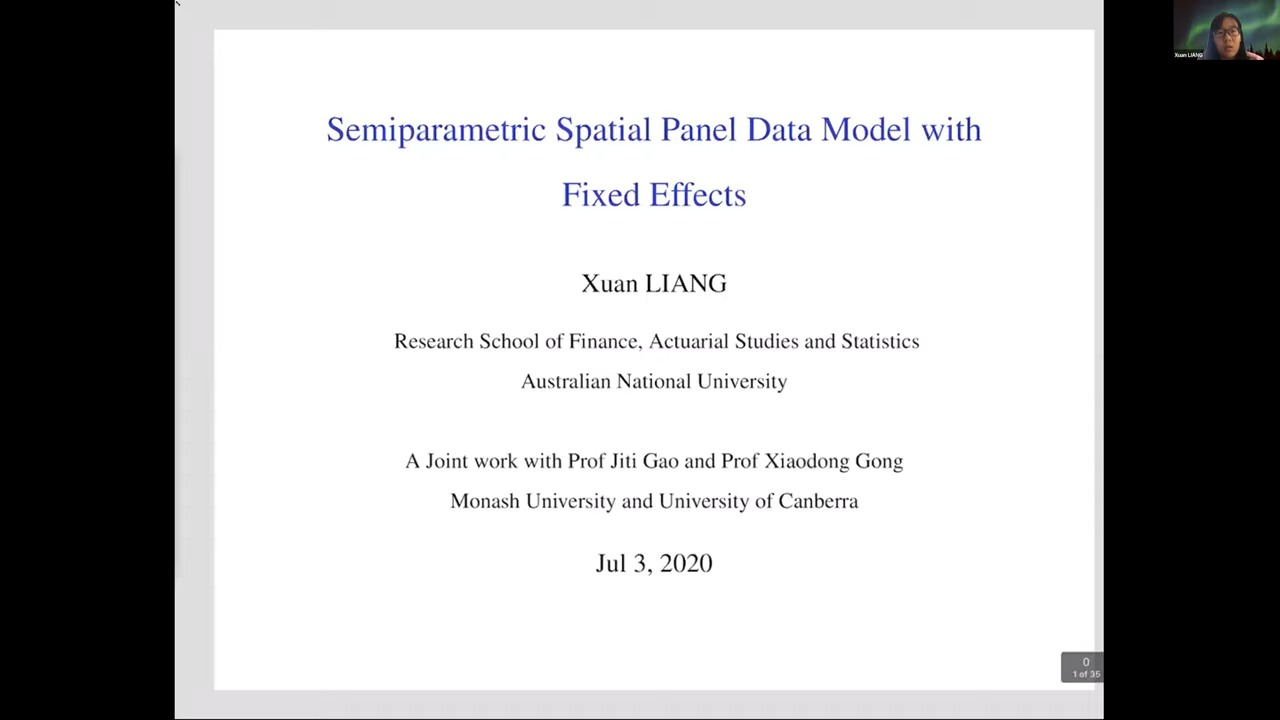 Semiparametric Spatial Panel Data Model with
Fixed Effects
Xuan LIANG
Research School of Finance, Actuarial Studies and Statistics
Australian National University
A Joint work with Prof Jiti Gao and Prof Xiaodong Gong
Monash University and University of Canberra
Jul 3, 2020
0
1 of 35
Xuan LIANG